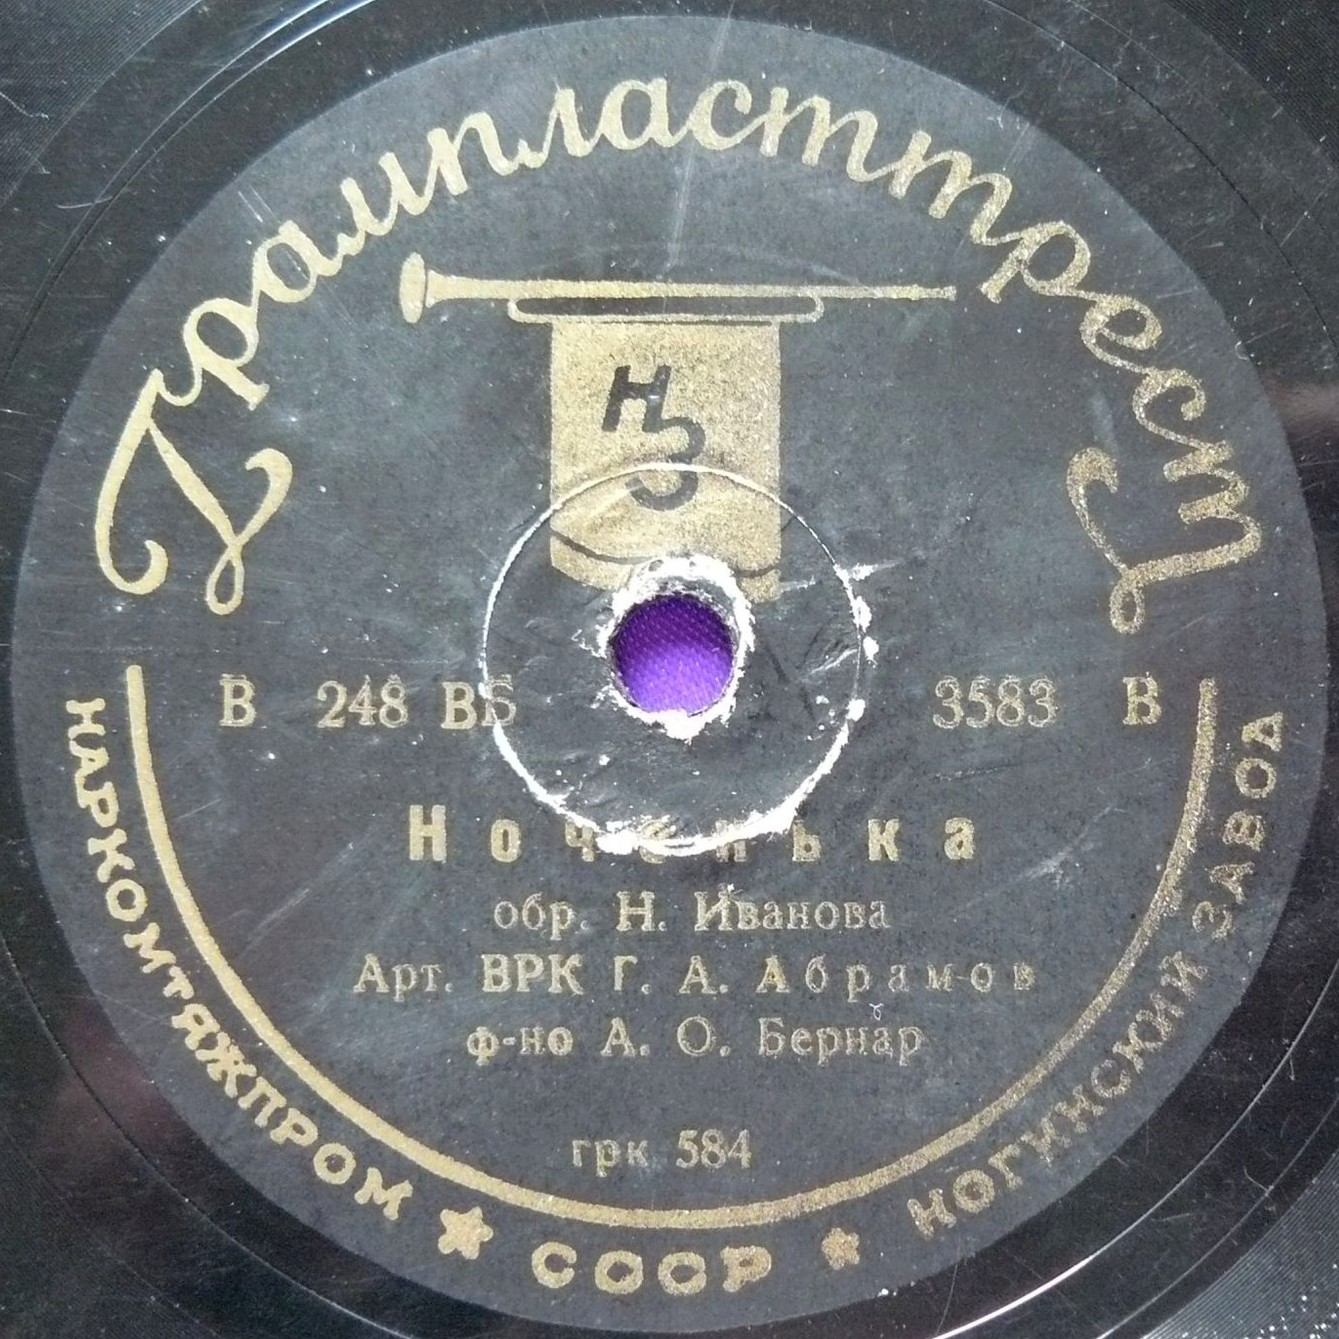 Грампласттрест
НЗ
В 248 ВБ 3583 В
Ноченька
обр. Н. Иванова
Арт. ВРК Г. А. Абрамов
ф-но А. О. Бернар
грк 584
НАРКОМТЯЖПРОМ ★ СССР ★ НОГИНСКИЙ ЗАВОД